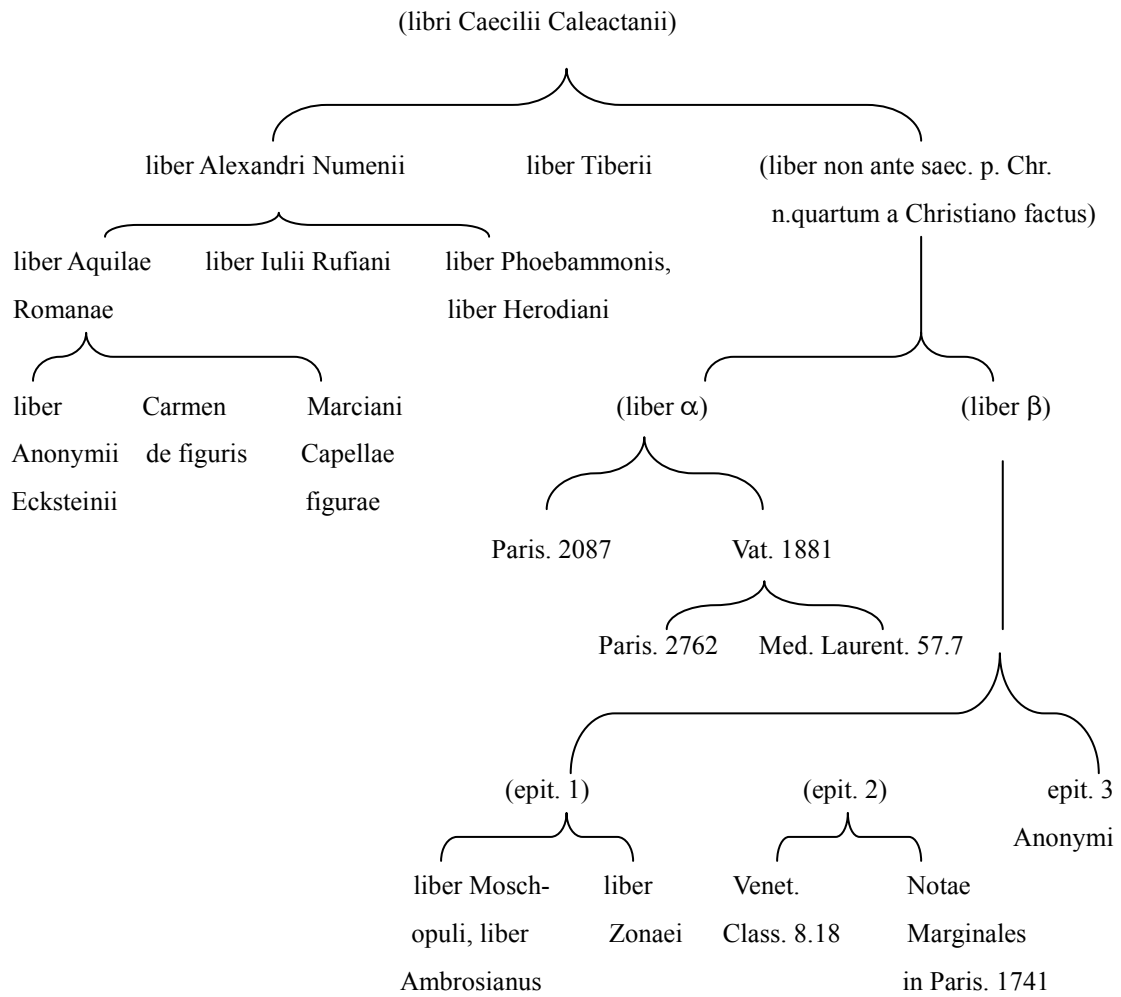 (libri Caecilii Caleactanii)
liber Alexandri Numenii
liber Tiberii
(liber non ante saec. p. Chr.
n.quartum a Christiano factus)
liber Aquilae
Romanae
liber Iulii Rufiani
liber Phoebammonis,
liber Herodiani
liber
Anonymii
Ecksteinii
Carmen
de figuris
Marciani
Capellae
figurae
(liber α)
(liber β)
Paris. 2087
Vat. 1881
Paris. 2762
Med. Laurent. 57.7
(epit. 1)
(epit. 2)
epit. 3
Anonymi
liber Mosch-
opuli, liber
Ambrosianus
liber
Zonaei
Venet.
Class. 8.18
Notae
Marginales
in Paris. 1741